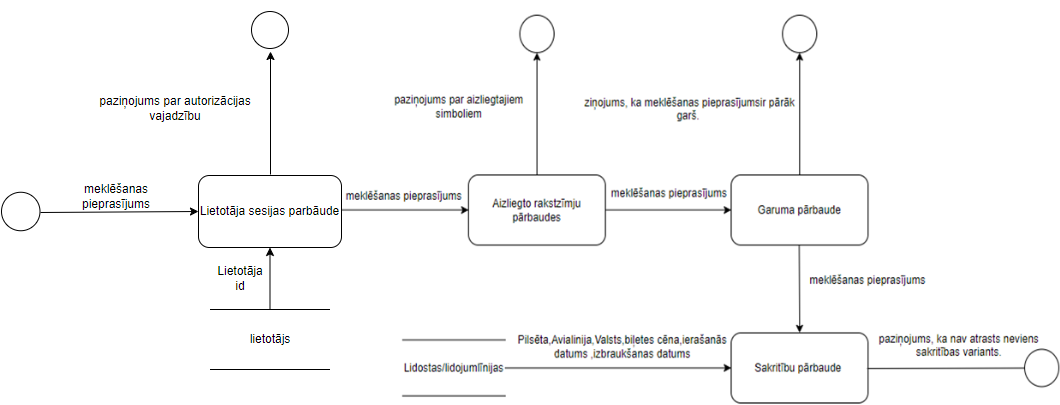 paziņojums par autorizācijas
vajadzību
paziņojums par aizliegtajiem
simboliem
ziņojums, ka meklēšanas pieprasījumsir pārāk
garš.
meklēšanas
pieprasījums
Lietotāja sesijas parbāude
meklēšanas pieprasījums
Aizliegto rakstzīmju
pārbaudes
meklēšanas pieprasījums
Garuma pārbaude
Lietotāja
id
meklēšanas pieprasījums
lietotājs
Pilsēta,Avialinija,Valsts,biļetes cēna,ierašanās
datums ,izbraukšanas datums
Lidostas/lidojumlīnijas
Sakritību pārbaude
paziņojums, ka nav atrasts neviens
sakritības variants.